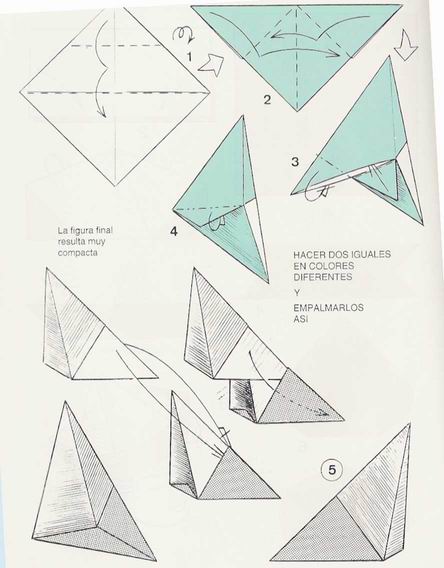 1
2
3
4
La figura final
resulta muy
compacta
HACER DOS IGUALES
EN COLORES
DIFERENTES
Y
EMPALMARLOS
ASI
5